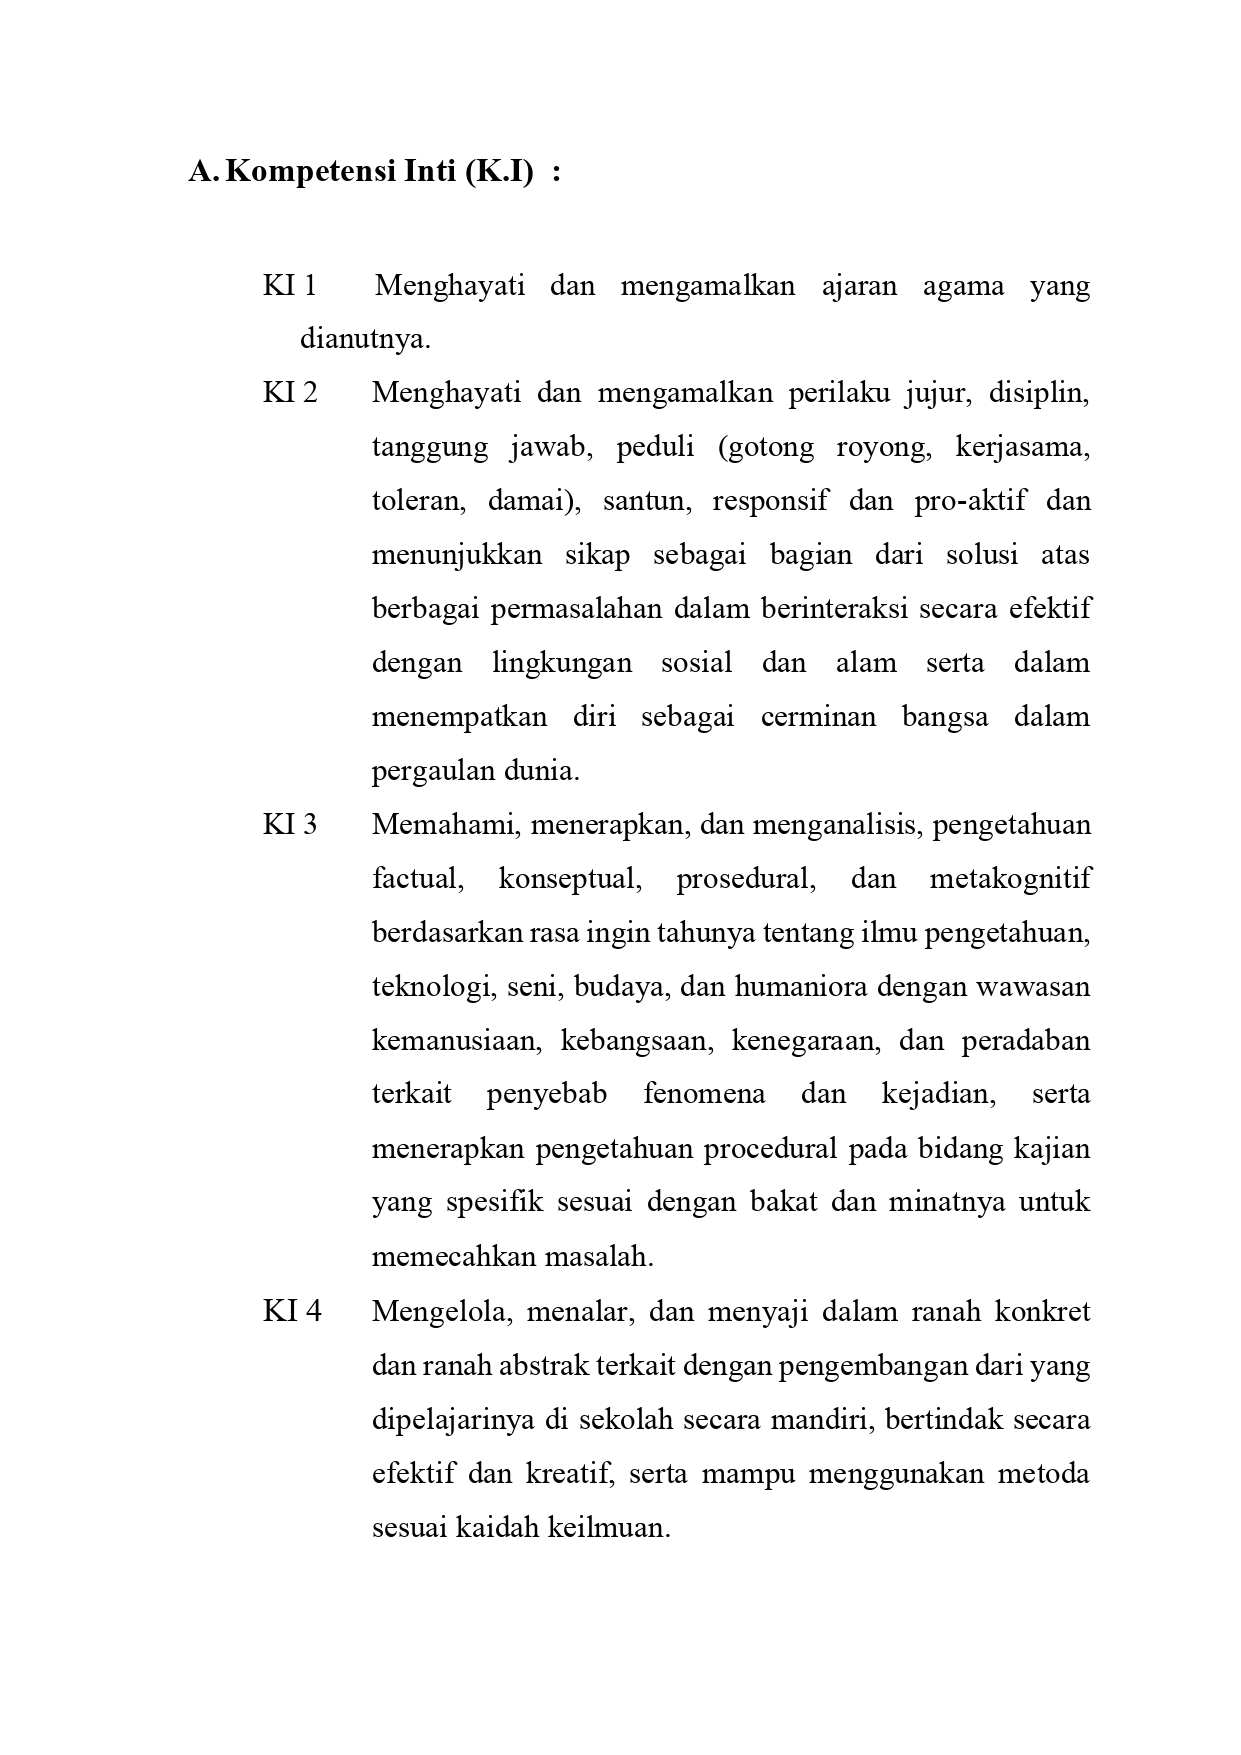 A. Kompetensi Inti (K.I)  :
KI 1 Menghayati dan mengamalkan ajaran agama yang
dianutnya.
KI 2 Menghayati dan mengamalkan perilaku jujur, disiplin,
tanggung jawab, peduli (gotong royong, kerjasama,
toleran, damai), santun, responsif dan pro-aktif dan
menunjukkan sikap sebagai bagian dari solusi atas
berbagai permasalahan dalam berinteraksi secara efektif
dengan lingkungan sosial dan alam serta dalam
menempatkan diri sebagai cerminan bangsa dalam
pergaulan dunia.
KI 3 Memahami, menerapkan, dan menganalisis, pengetahuan
factual, konseptual, prosedural, dan metakognitif
berdasarkan rasa ingin tahunya tentang ilmu pengetahuan,
teknologi, seni, budaya, dan humaniora dengan wawasan
kemanusiaan, kebangsaan, kenegaraan, dan peradaban
terkait penyebab fenomena dan kejadian, serta
menerapkan pengetahuan procedural pada bidang kajian
yang spesifik sesuai dengan bakat dan minatnya untuk
memecahkan masalah.
KI 4 Mengelola, menalar, dan menyaji dalam ranah konkret
dan ranah abstrak terkait dengan pengembangan dari yang
dipelajarinya di sekolah secara mandiri, bertindak secara
efektif dan kreatif, serta mampu menggunakan metoda
sesuai kaidah keilmuan.